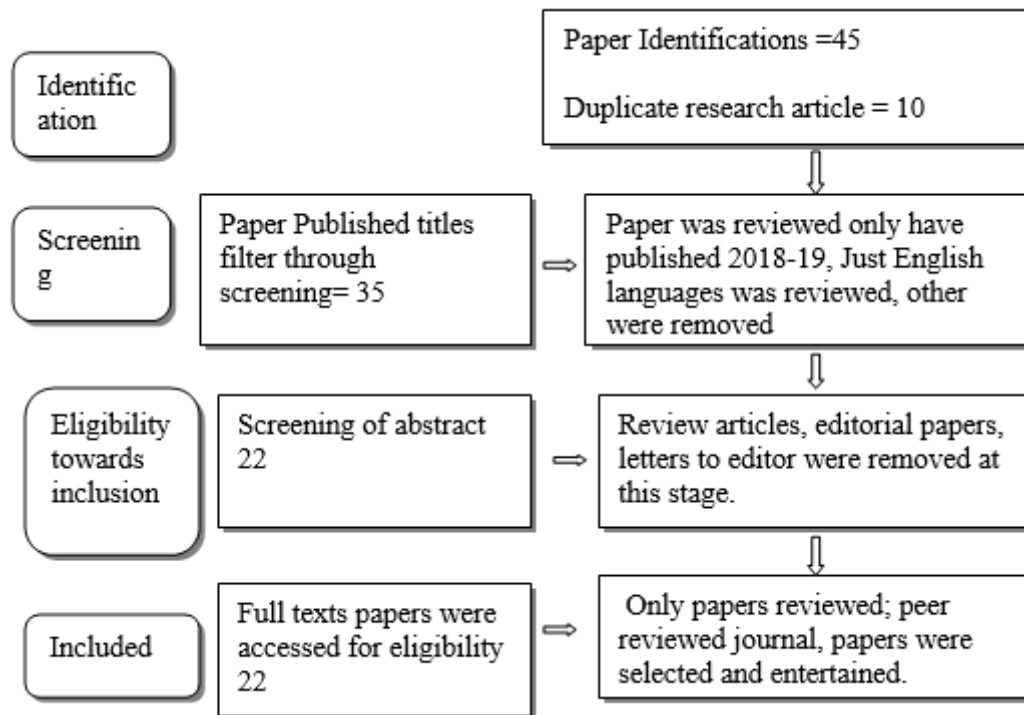 Paper Identifications =45
Duplicate research article = 10
Identific
ation
Screenin
g
Paper Published titles
filter through
screening= 35
Paper was reviewed only have
published 2018-19, Just English
languages was reviewed, other
were removed
Eligibility
towards
inclusion
Screening of abstract
22
Review articles, editorial papers,
letters to editor were removed at
this stage.
Included
Full texts papers were
accessed for eligibility
22
Only papers reviewed; peer
reviewed journal, papers were
selected and entertained.